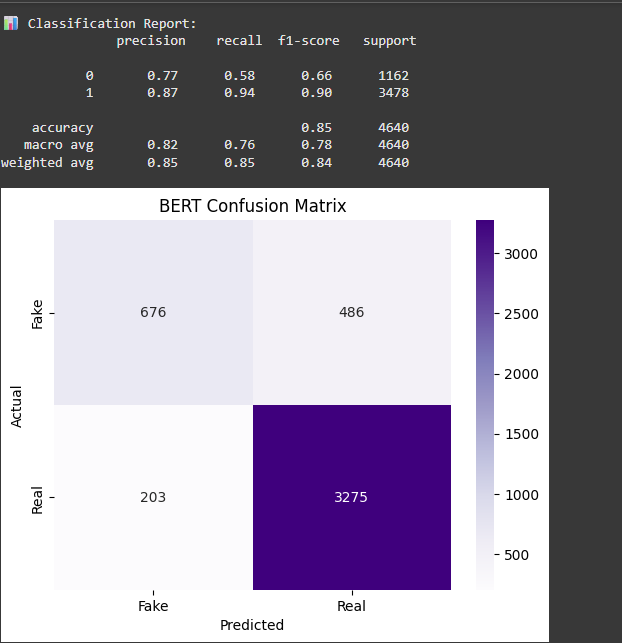 📊 Classification Report:
precision recall f1-score support
0 0.77 0.58 0.66 1162
1 0.87 0.94 0.90 3478
accuracy 0.85 4640
macro avg 0.82 0.76 0.78 4640
weighted avg 0.85 0.85 0.84 4640
BERT Confusion Matrix
Fake
676
486
Real
203
3275
Actual
Fake
Real
Predicted
3000
2500
2000
1500
1000
500